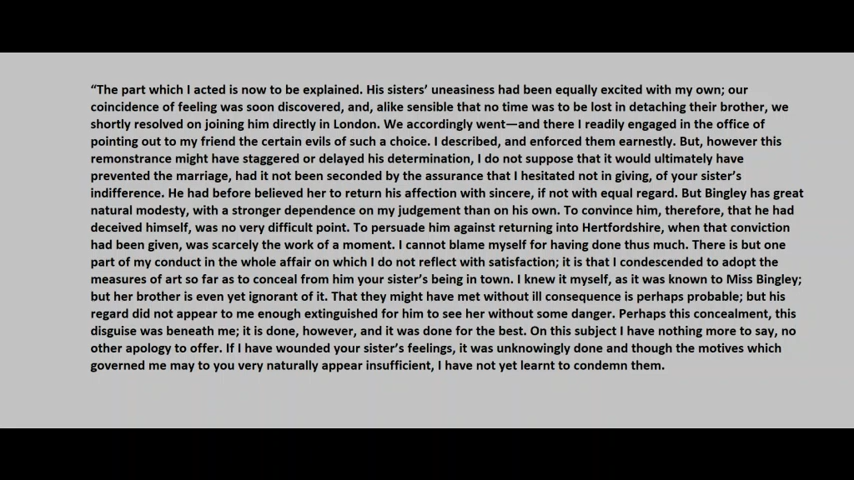 “The part which I acted is now to be explained. His sisters’ uneasiness had been equally excited with my own; our
coincidence of feeling was soon discovered, and, alike sensible that no time was to be lost in detaching their brother, we
shortly resolved on joining him directly in London. We accordingly went—and there I readily engaged in the office of
pointing out to my friend the certain evils of such a choice. I described, and enforced them earnestly. But, however this
remonstrance might have staggered or delayed his determination, I do not suppose that it would ultimately have
prevented the marriage, had it not been seconded by the assurance that I hesitated not in giving, of your sister’s
indifference. He had before believed her to return his affection with sincere, if not with equal regard. But Bingley has great
natural modesty, with a stronger dependence on my judgement than on his own. To convince him, therefore, that he had
deceived himself, was no very difficult point. To persuade him against returning into Hertfordshire, when that conviction
had been given, was scarcely the work of a moment. I cannot blame myself for having done thus much. There is but one
part of my conduct in the whole affair on which I do not reflect with satisfaction; it is that I condescended to adopt the
measures of art so far as to conceal from him your sister’s being in town. I knew it myself, as it was known to Miss Bingley;
but her brother is even yet ignorant of it. That they might have met without ill consequence is perhaps probable; but his
regard did not appear to me enough extinguished for him to see her without some danger. Perhaps this concealment, this
disguise was beneath me; it is done, however, and it was done for the best. On this subject I have nothing more to say, no
other apology to offer. If I have wounded your sister’s feelings, it was unknowingly done and though the motives which
governed me may to you very naturally appear insufficient, I have not yet learnt to condemn them.